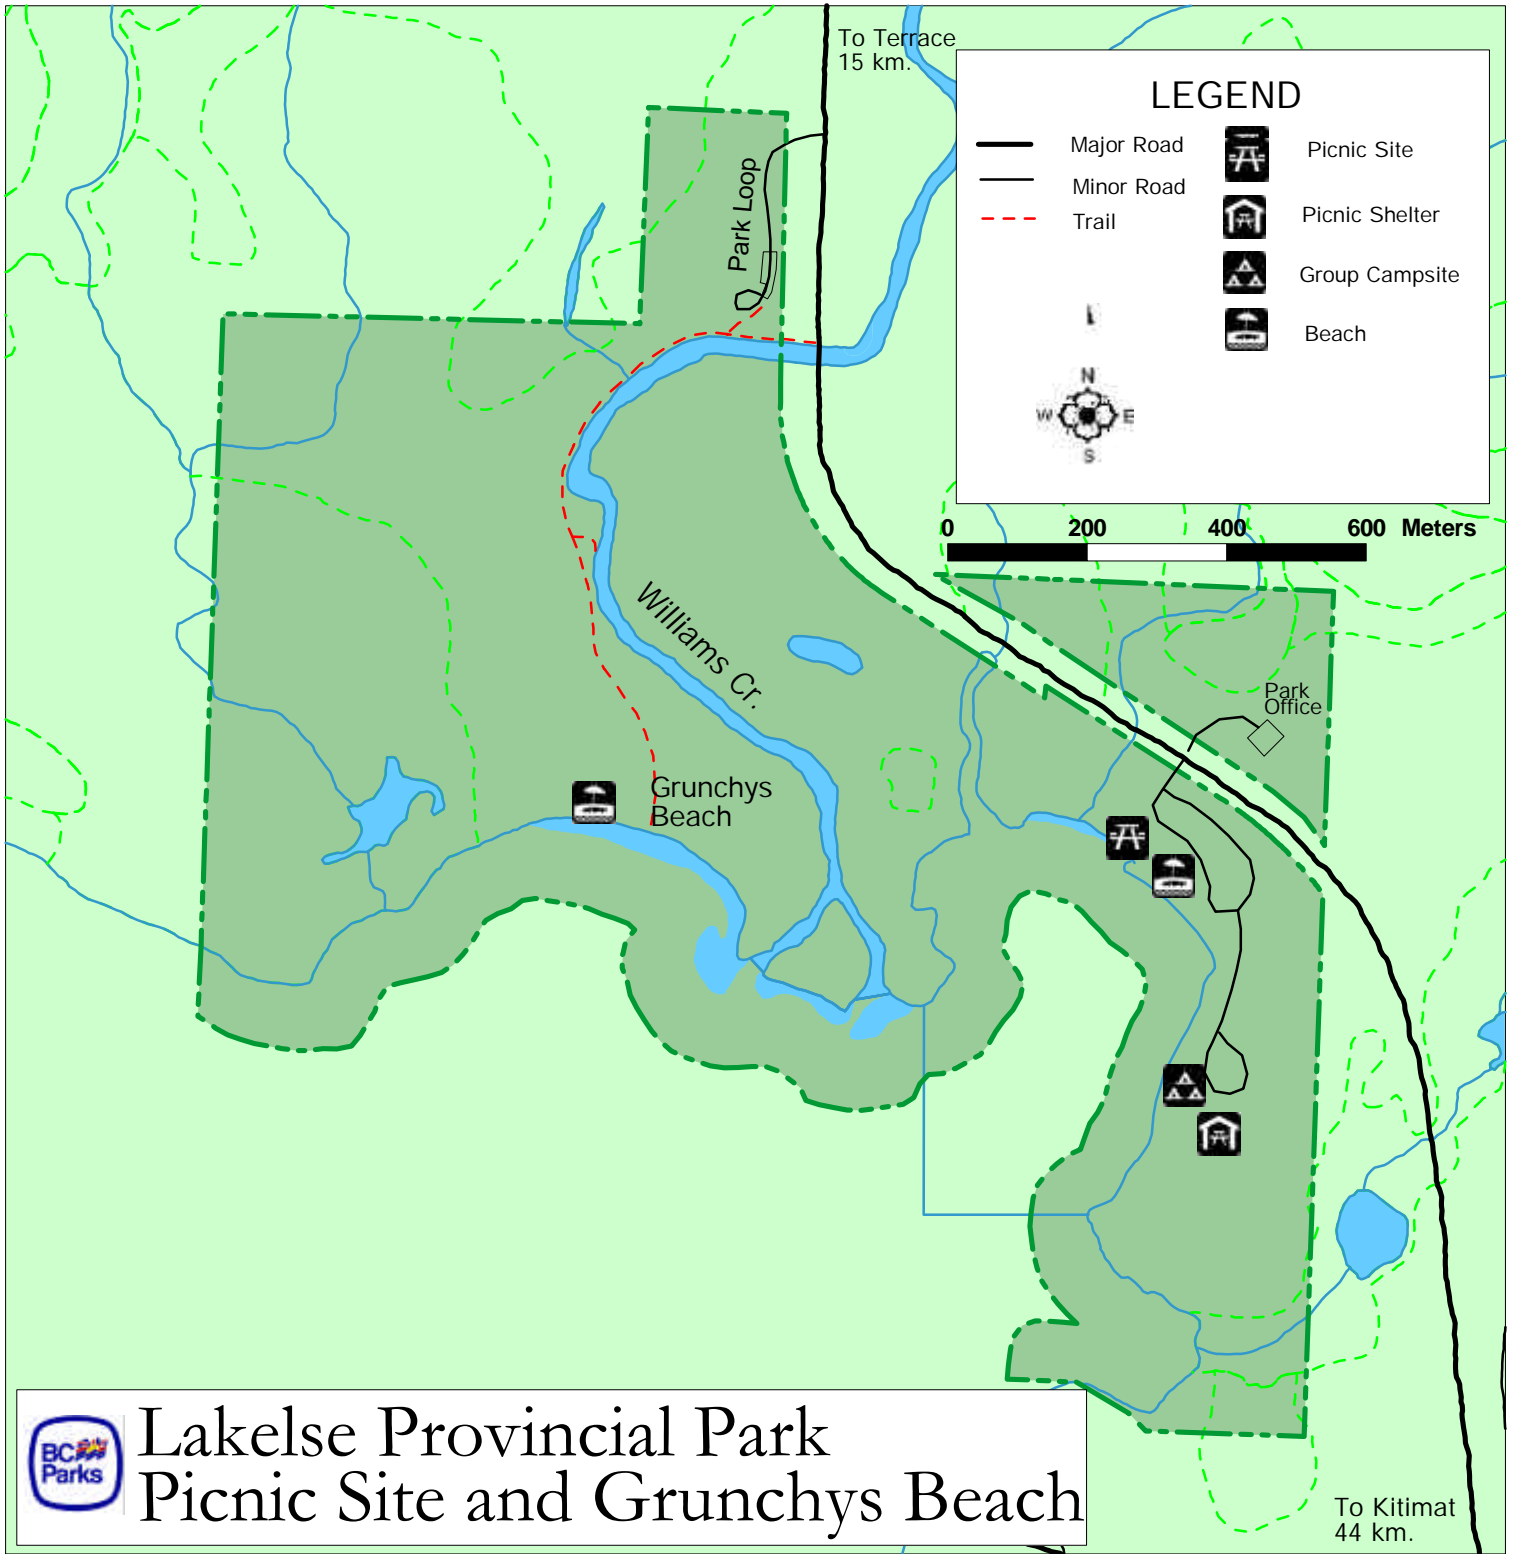 To Terrace
15 km.
LEGEND
Major Road
Minor Road
Trail
Picnic Site
Picnic Shelter
Group Campsite
Beach
N
W E
S
0 200 400 600 Meters
Park Loop
Williams Cr.
Park
Office
Grunchys
Beach
BC
Parks
Lakelse Provincial Park
Picnic Site and Grunchys Beach
To Kitimat
44 km.